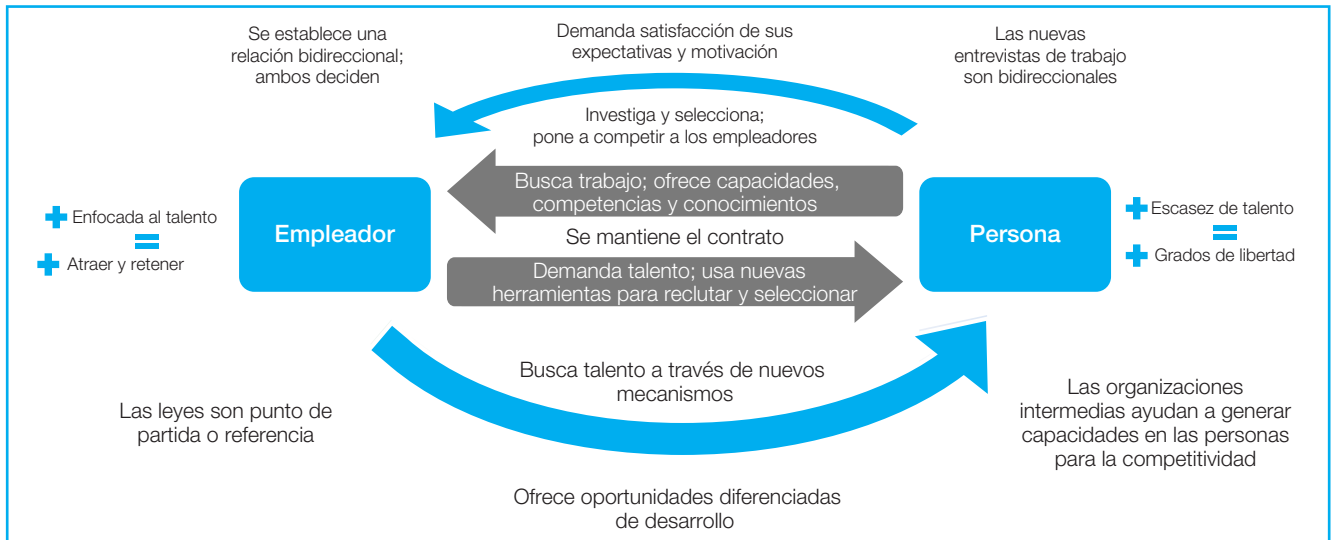 Se establece una
relación bidireccional;
ambos deciden
Demanda satisfacción de sus
expectativas y motivación
Las nuevas
entrevistas de trabajo
son bidireccionales
Investiga y selecciona;
pone a competir a los empleadores
Busca trabajo; ofrece capacidades,
competencias y conocimientos
Se mantiene el contrato
Demanda talento; usa nuevas
herramientas para reclutar y seleccionar
+ Enfocada al talento
=
+ Atraer y retener
Empleador
Persona
+ Escasez de talento
=
+ Grados de libertad
Busca talento a través de nuevos
mecanismos
Las leyes son punto de
partida o referencia
Las organizaciones
intermedias ayudan a generar
capacidades en las personas
para la competitividad
Ofrece oportunidades diferenciadas
de desarrollo